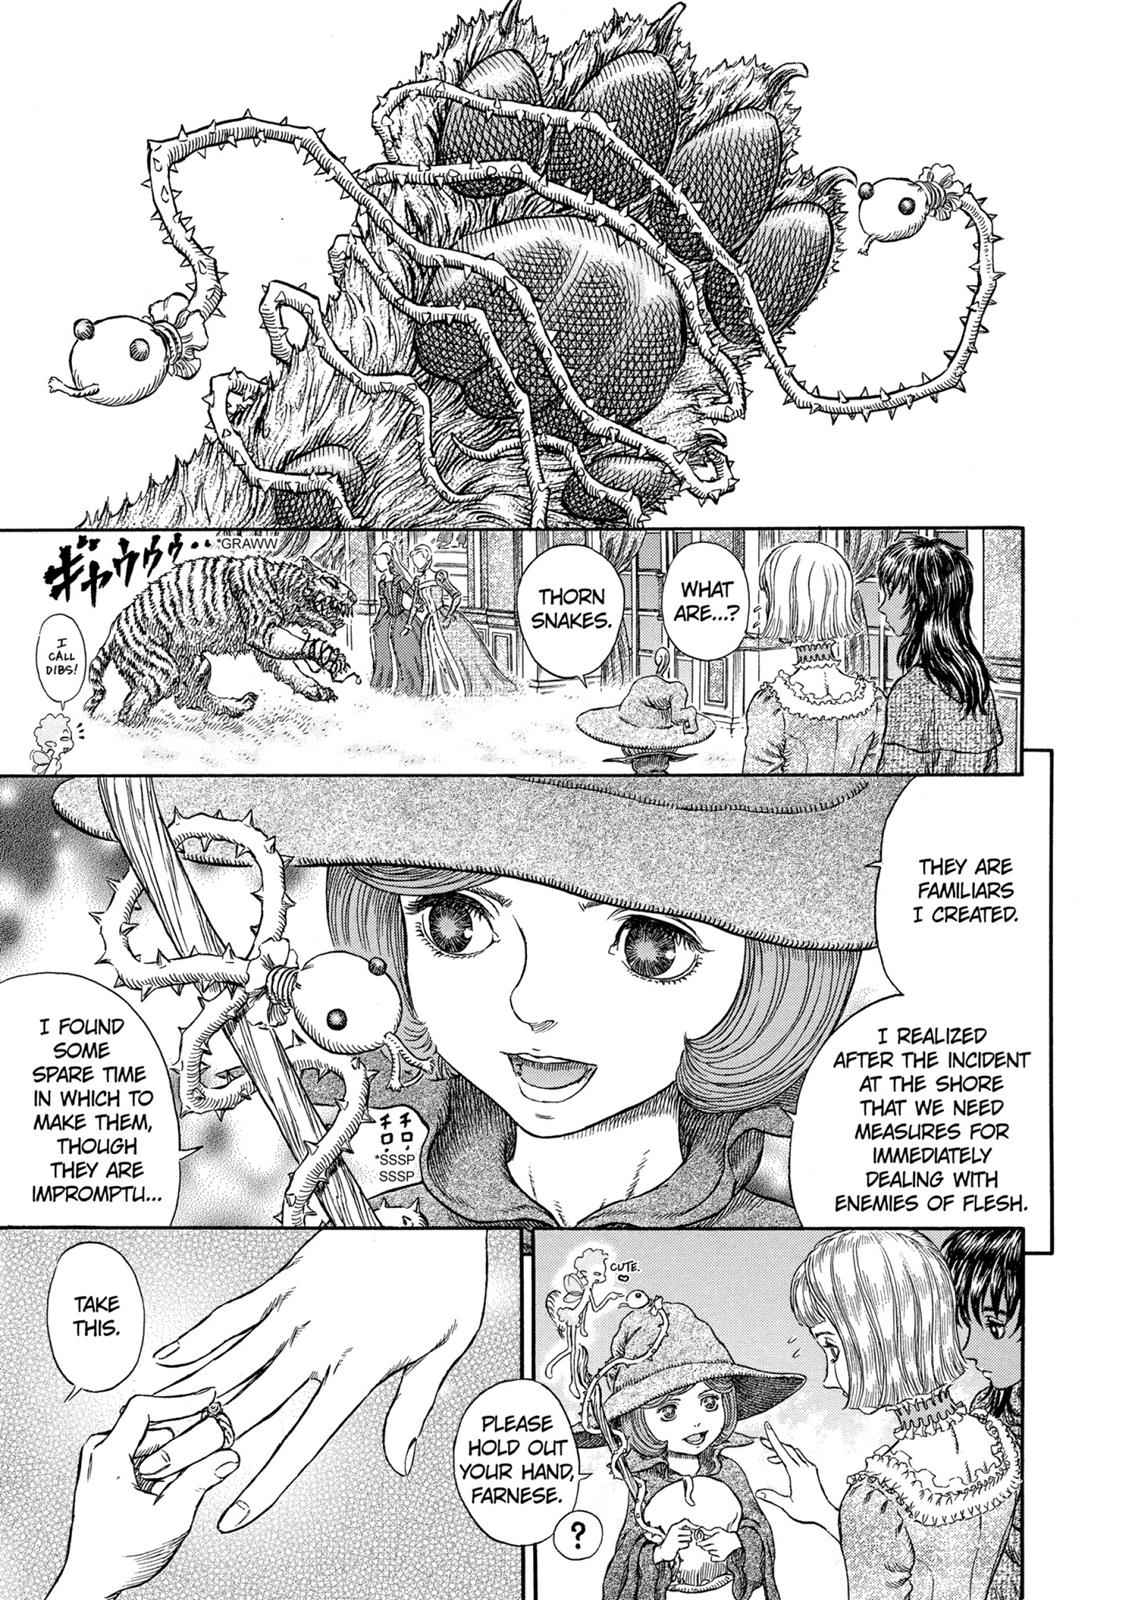 ギャウウウ・・
*GRAWW
WHAT
ARE...?
THORN
SNAKES.
I
CALL
DIBS!
THEY ARE
FAMILIARS
I CREATED.
I REALIZED
AFTER THE INCIDENT
AT THE SHORE
THAT WE NEED
MEASURES FOR
IMMEDIATELY
DEALING WITH
ENEMIES OF FLESH.
I FOUND
SOME
SPARE TIME
IN WHICH TO
MAKE THEM,
THOUGH
THEY ARE
IMPROMPTU...
チロ・
チロ・
*SSSP
SSSP
CUTE.
PLEASE
HOLD OUT
YOUR HAND,
FARNESE.
?
TAKE
THIS.